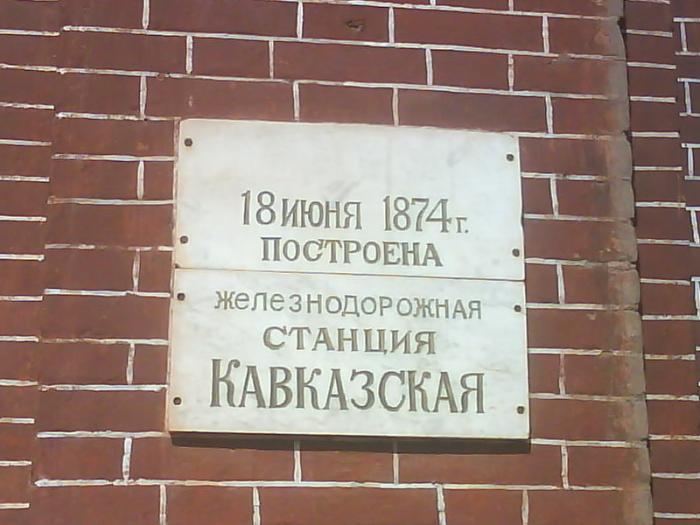 18 ИЮНЯ 1874 г.
ПОСТРОЕНА
ЖЕЛЕЗНОДОРОЖНАЯ
СТАНЦИЯ
КАВКАЗСКАЯ